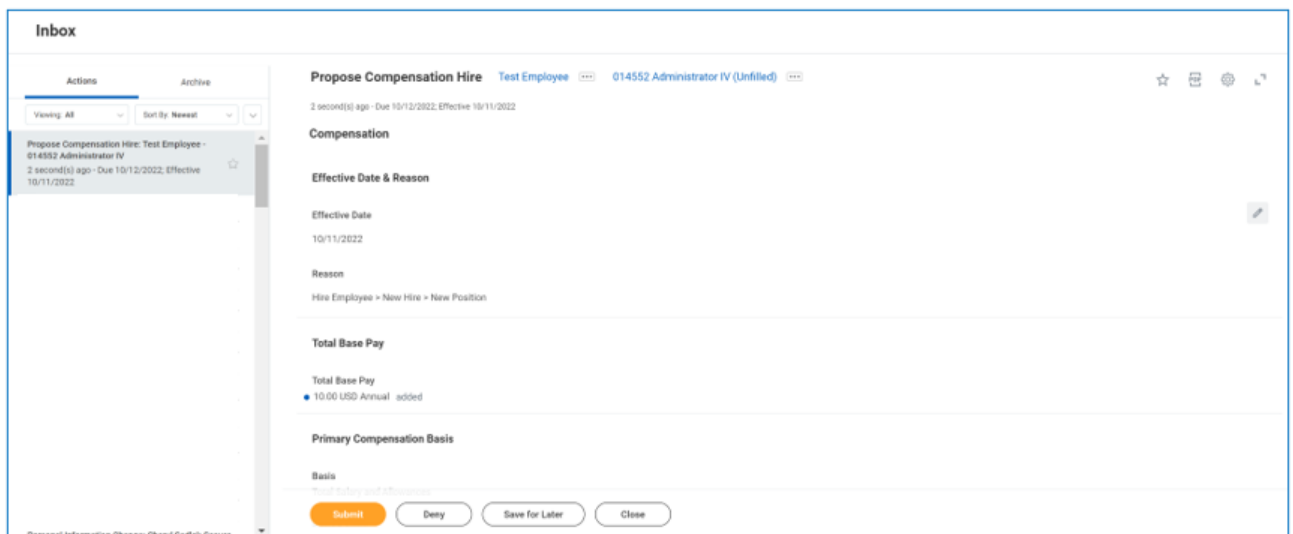 Inbox
Actions
Archive
Viewing: All
Sort By: Newest
Propose Compensation Hire: Test Employee -
014552 Administrator IV
2 second(s) ago - Due 10/12/2022; Effective
10/11/2022
Propose Compensation Hire Test Employee 014552 Administrator IV (Unfilled)
2 second(s) ago - Due 10/12/2022; Effective 10/11/2022
Compensation
Effective Date & Reason
Effective Date
10/11/2022
Reason
Hire Employee > New Hire > New Position
Total Base Pay
Total Base Pay
10.00 USD Annual added
Primary Compensation Basis
Basis
Total Salary and Allowances
Submit
Deny
Save for Later
Close